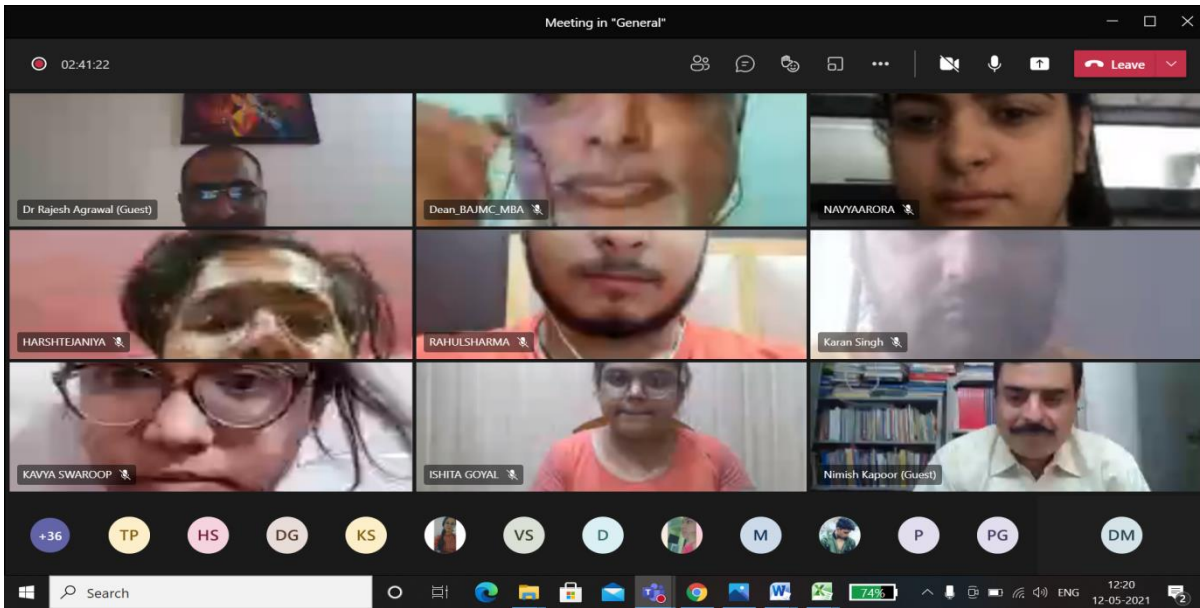 Meeting in "General"
02:41:22
Leave
Dr Rajesh Agrawal (Guest)
Dean_BAJMC_MBA
NAVYAARORA
HARSHTEJANIYA
RAHULSHARMA
Karan Singh
KAVYA SWAROOP
ISHITA GOYAL
Nimish Kapoor (Guest)
+36
TP
HS
DG
KS
VS
D
M
P
PG
DM
Search
74%
ENG
12:20
12-05-2021
2